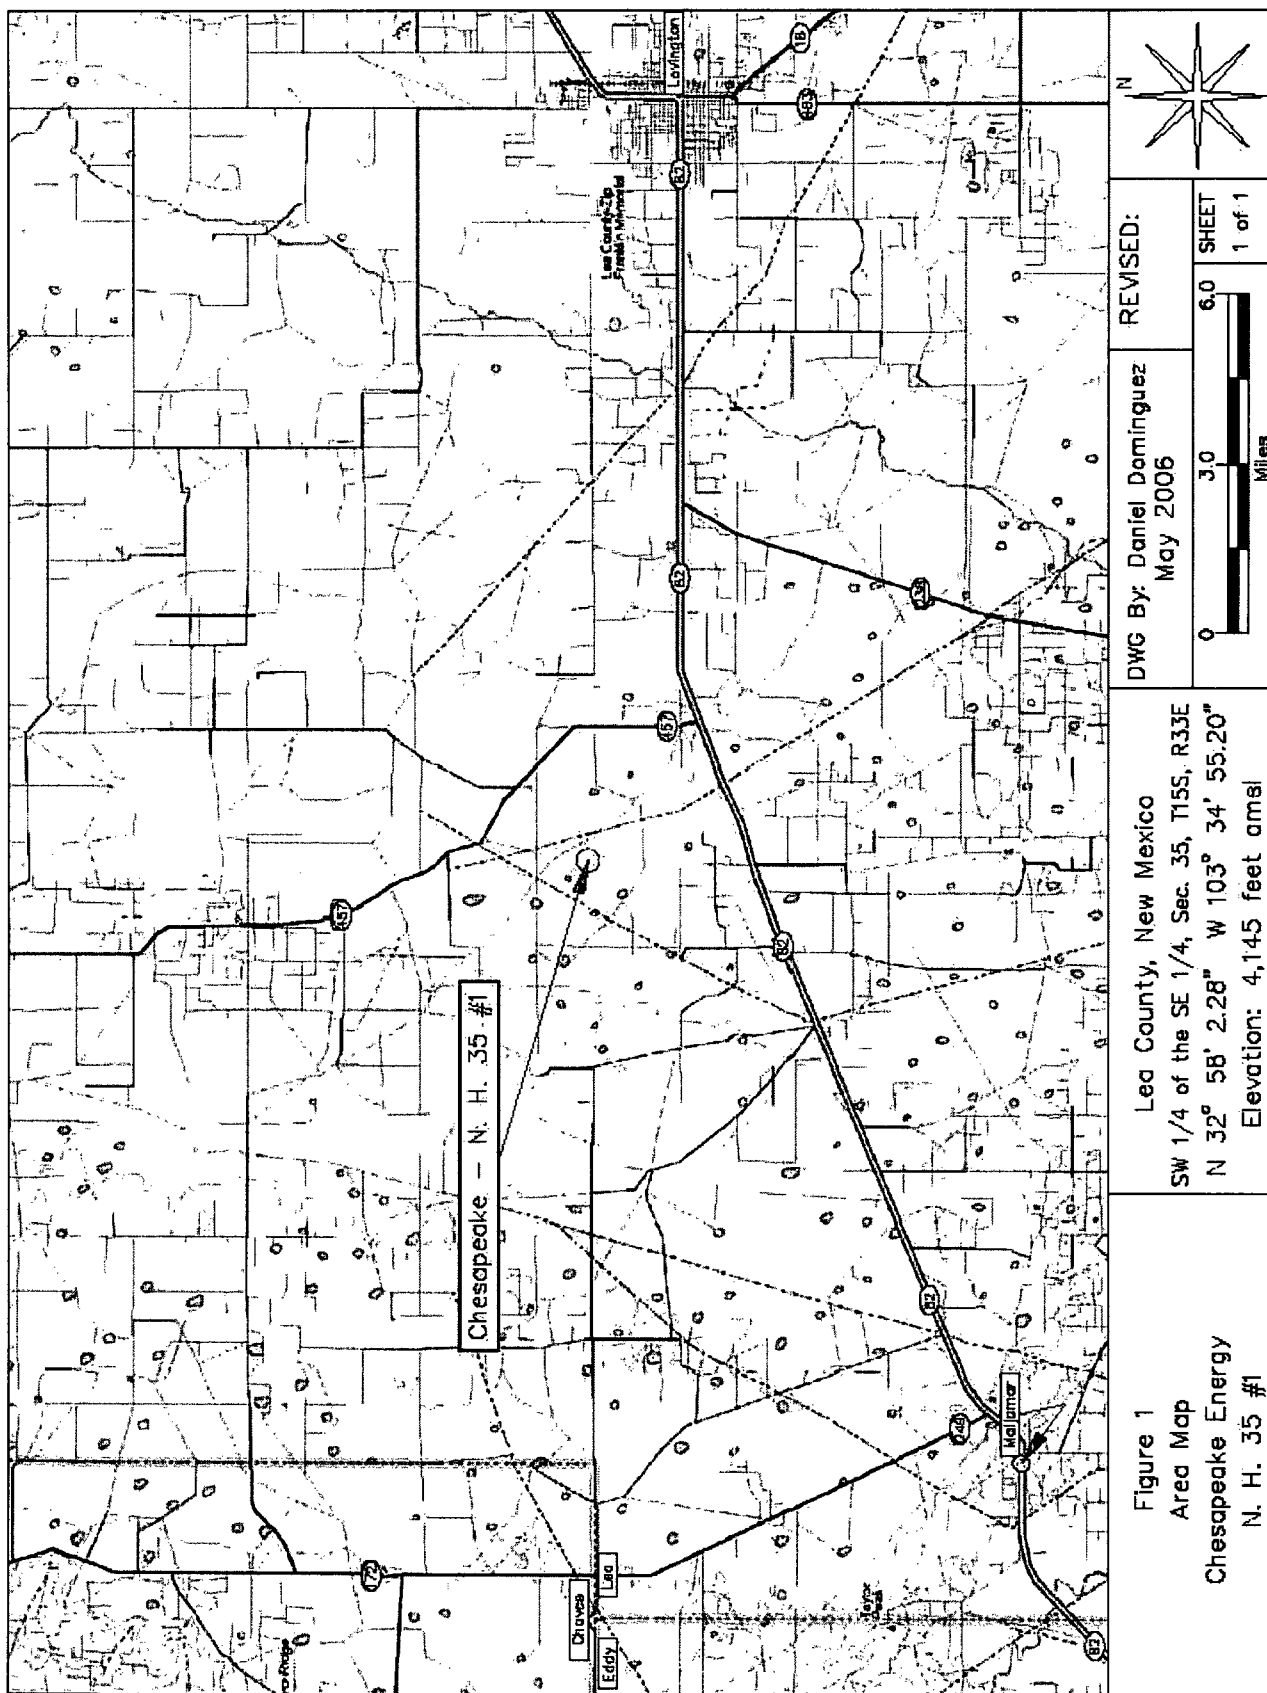 Lovington
18
483
82
Lea County-Zip
Franklin Memorial
82
238
457
457
82
Chesapeake - N. H. 35 #1
82
249
Maljamar
172
Chaves
Lea
Eddy
Taylor
Peak
82
Figure 1
Area Map
Chesapeake Energy
N. H. 35 #1
Lea County, New Mexico
SW 1/4 of the SE 1/4, Sec. 35, T15S, R33E
N 32° 58' 2.28" W 103° 34' 55.20"
Elevation: 4,145 feet amsl
DWG By: Daniel Dominguez
May 2006
REVISED:
0 3.0 6.0
Miles
SHEET
1 of 1
N